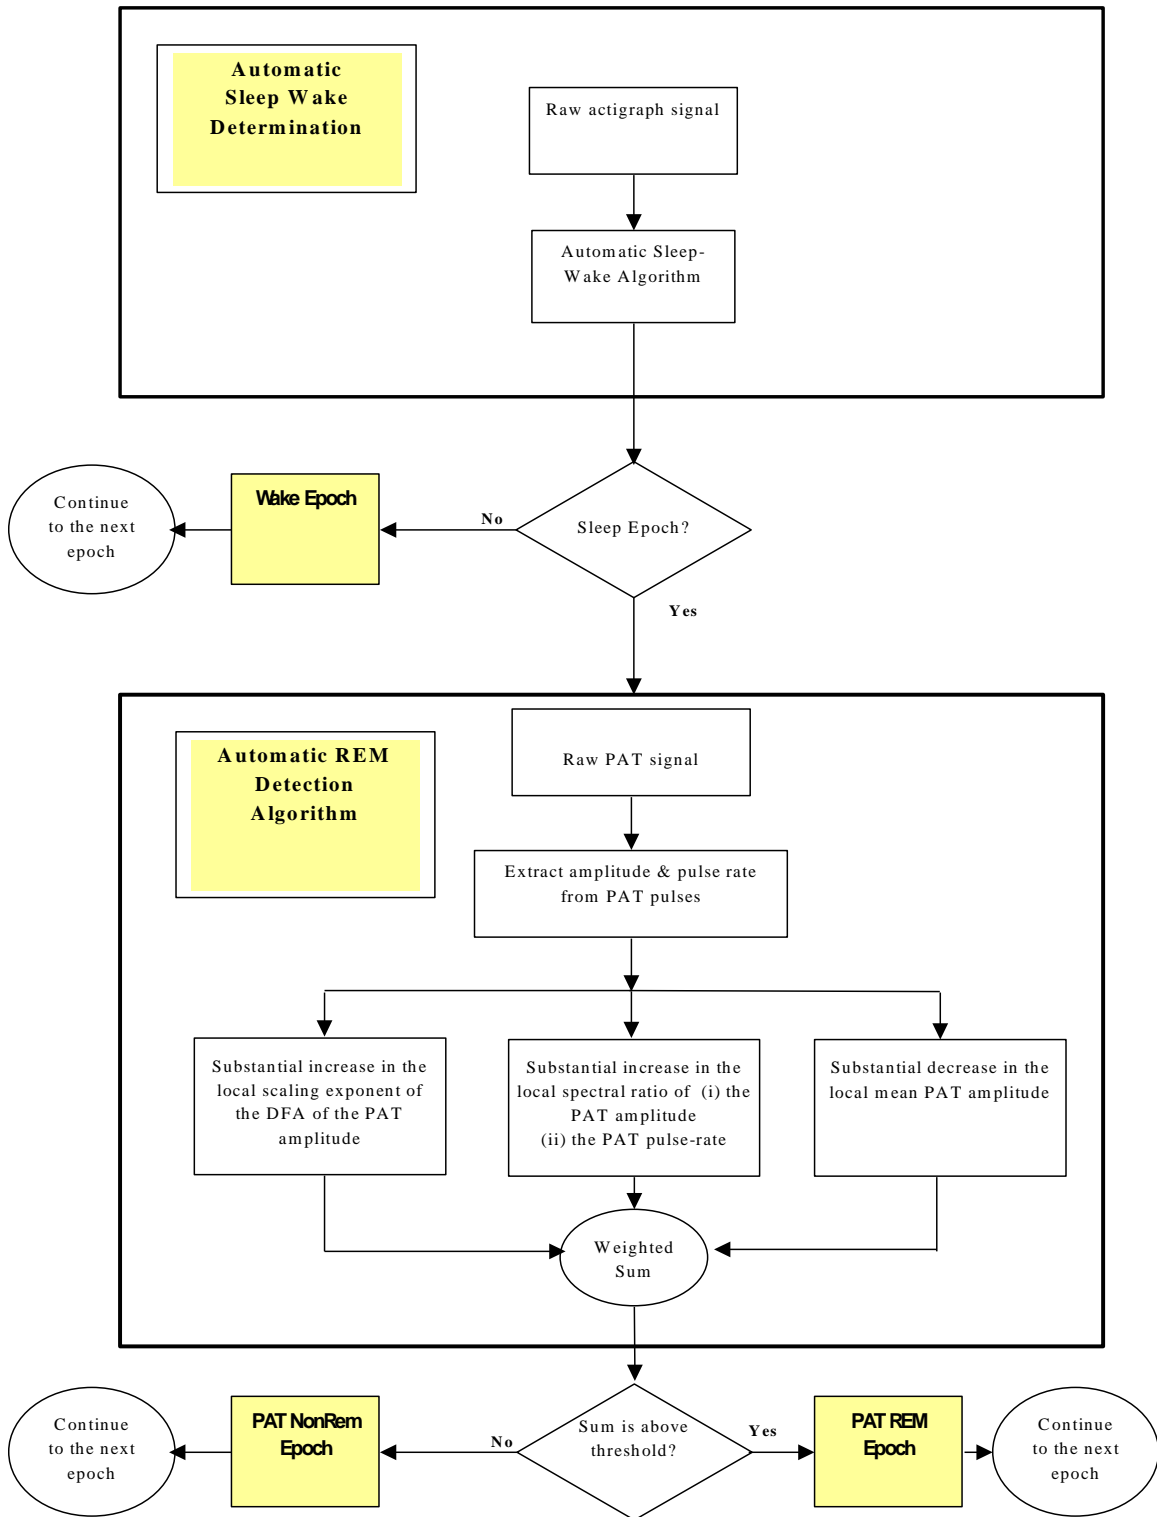 Automatic
Sleep Wake
Determination
Raw actigraph signal
Automatic Sleep-
Wake Algorithm
Continue
to the next
epoch
Wake Epoch
No
Sleep Epoch?
Yes
Automatic REM
Detection
Algorithm
Raw PAT signal
Extract amplitude & pulse rate
from PAT pulses
Substantial increase in the
local scaling exponent of
the DFA of the PAT
amplitude
Substantial increase in the
local spectral ratio of (i) the
PAT amplitude
(ii) the PAT pulse-rate
Substantial decrease in the
local mean PAT amplitude
Weighted
Sum
Continue
to the next
epoch
PAT NonRem
Epoch
No
Sum is above
threshold?
Yes
PAT REM
Epoch
Continue
to the next
epoch